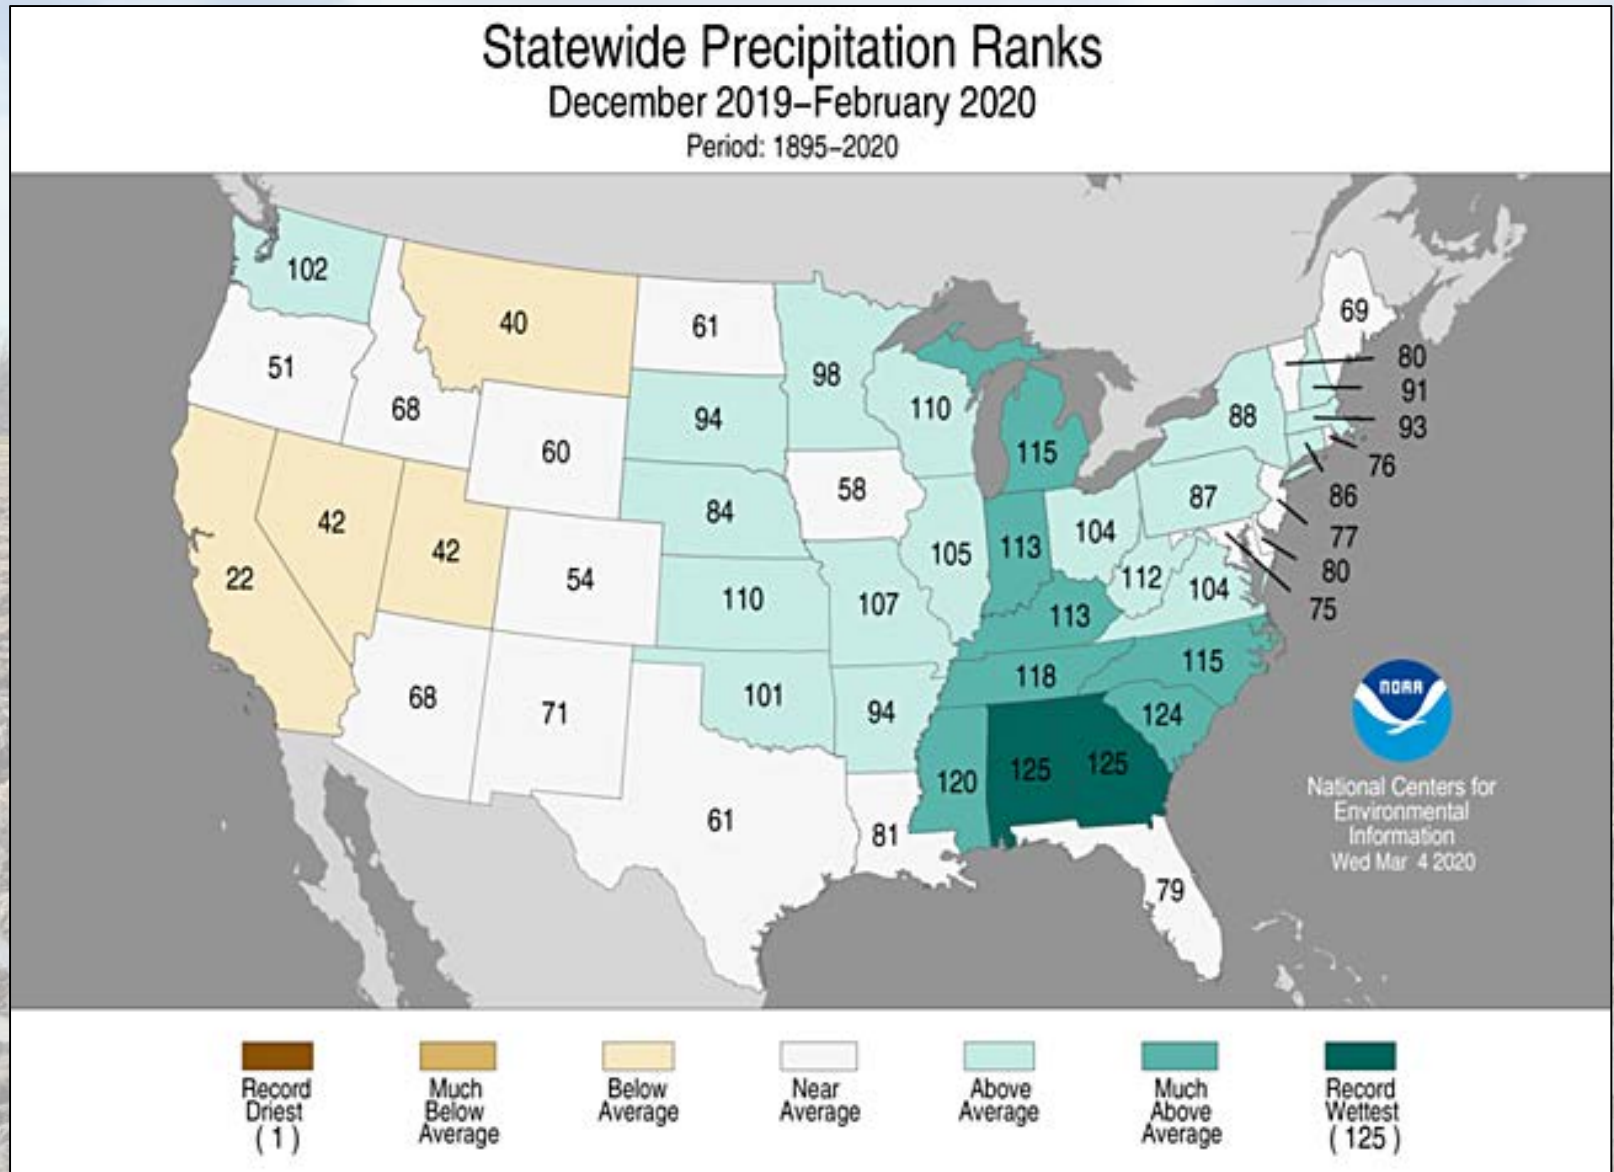 Statewide Precipitation Ranks
December 2019–February 2020
Period: 1895–2020
102
40
61
69
51
68
98
110
88
80
91
93
76
86
77
80
75
94
60
115
58
87
84
22
42
42
54
105
113
104
112
104
110
107
113
68
71
101
94
118
115
124
120
125
125
61
81
79
NOAA
National Centers for
Environmental
Information
Wed Mar 4 2020
Record
Driest
( 1 )
Much
Below
Average
Below
Average
Near
Average
Above
Average
Much
Above
Average
Record
Wettest
( 125 )